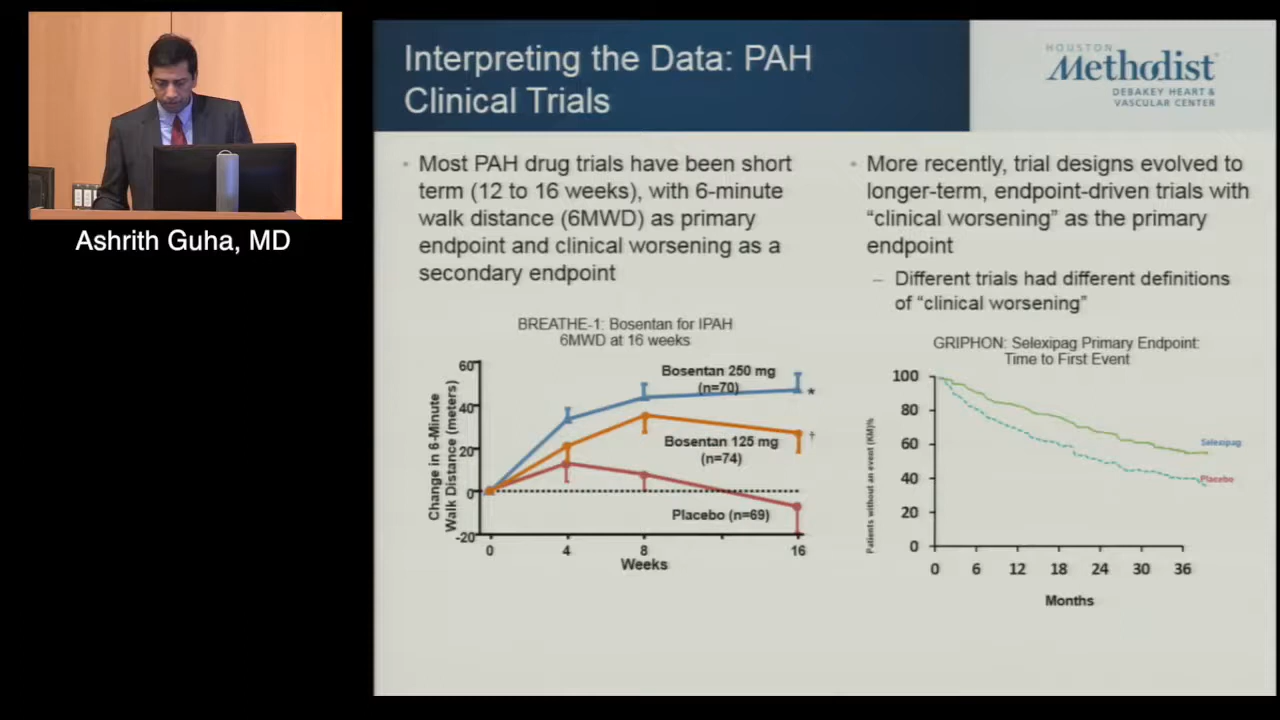 Ashrith Guha, MD
Interpreting the Data: PAH
Clinical Trials
HOUSTON
Methodist
DEBAKEY HEART &
VASCULAR CENTER
• Most PAH drug trials have been short
term (12 to 16 weeks), with 6-minute
walk distance (6MWD) as primary
endpoint and clinical worsening as a
secondary endpoint
BREATHE-1: Bosentan for IPAH
6MWD at 16 weeks
Change in 6-Minute
Walk Distance (meters)
60
40
20
0
-20
Bosentan 250 mg
(n=70)
*
Bosentan 125 mg
(n=74)
†
Placebo (n=69)
0 4 8 16
Weeks
• More recently, trial designs evolved to
longer-term, endpoint-driven trials with
“clinical worsening” as the primary
endpoint
– Different trials had different definitions
of “clinical worsening”
GRIPHON: Selexipag Primary Endpoint:
Time to First Event
Patients without an event (KM)%
100
80
60
40
20
0
Selexipag
Placebo
0 6 12 18 24 30 36
Months